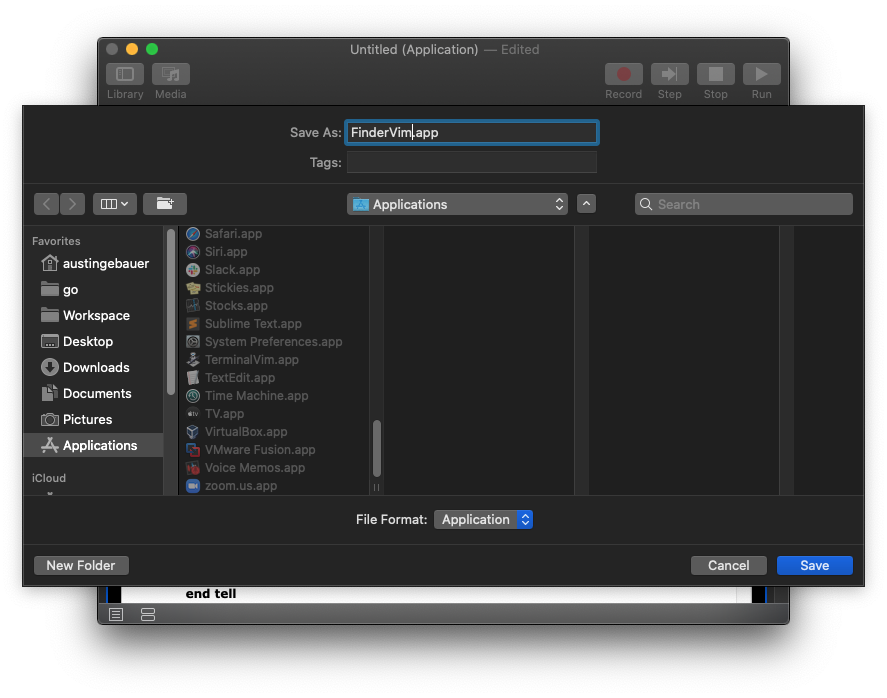 Untitled (Application) — Edited
Library Media Record Step Stop Run
Save As: FinderVim.app
Tags:
Applications
Search
Favorites
austingebauer
go
Workspace
Desktop
Downloads
Documents
Pictures
Applications
iCloud
Safari.app
Siri.app
Slack.app
Stickies.app
Stocks.app
Sublime Text.app
System Preferences.app
TerminalVim.app
TextEdit.app
Time Machine.app
TV.app
VirtualBox.app
VMware Fusion.app
Voice Memos.app
zoom.us.app
File Format: Application
New Folder Cancel Save
end tell